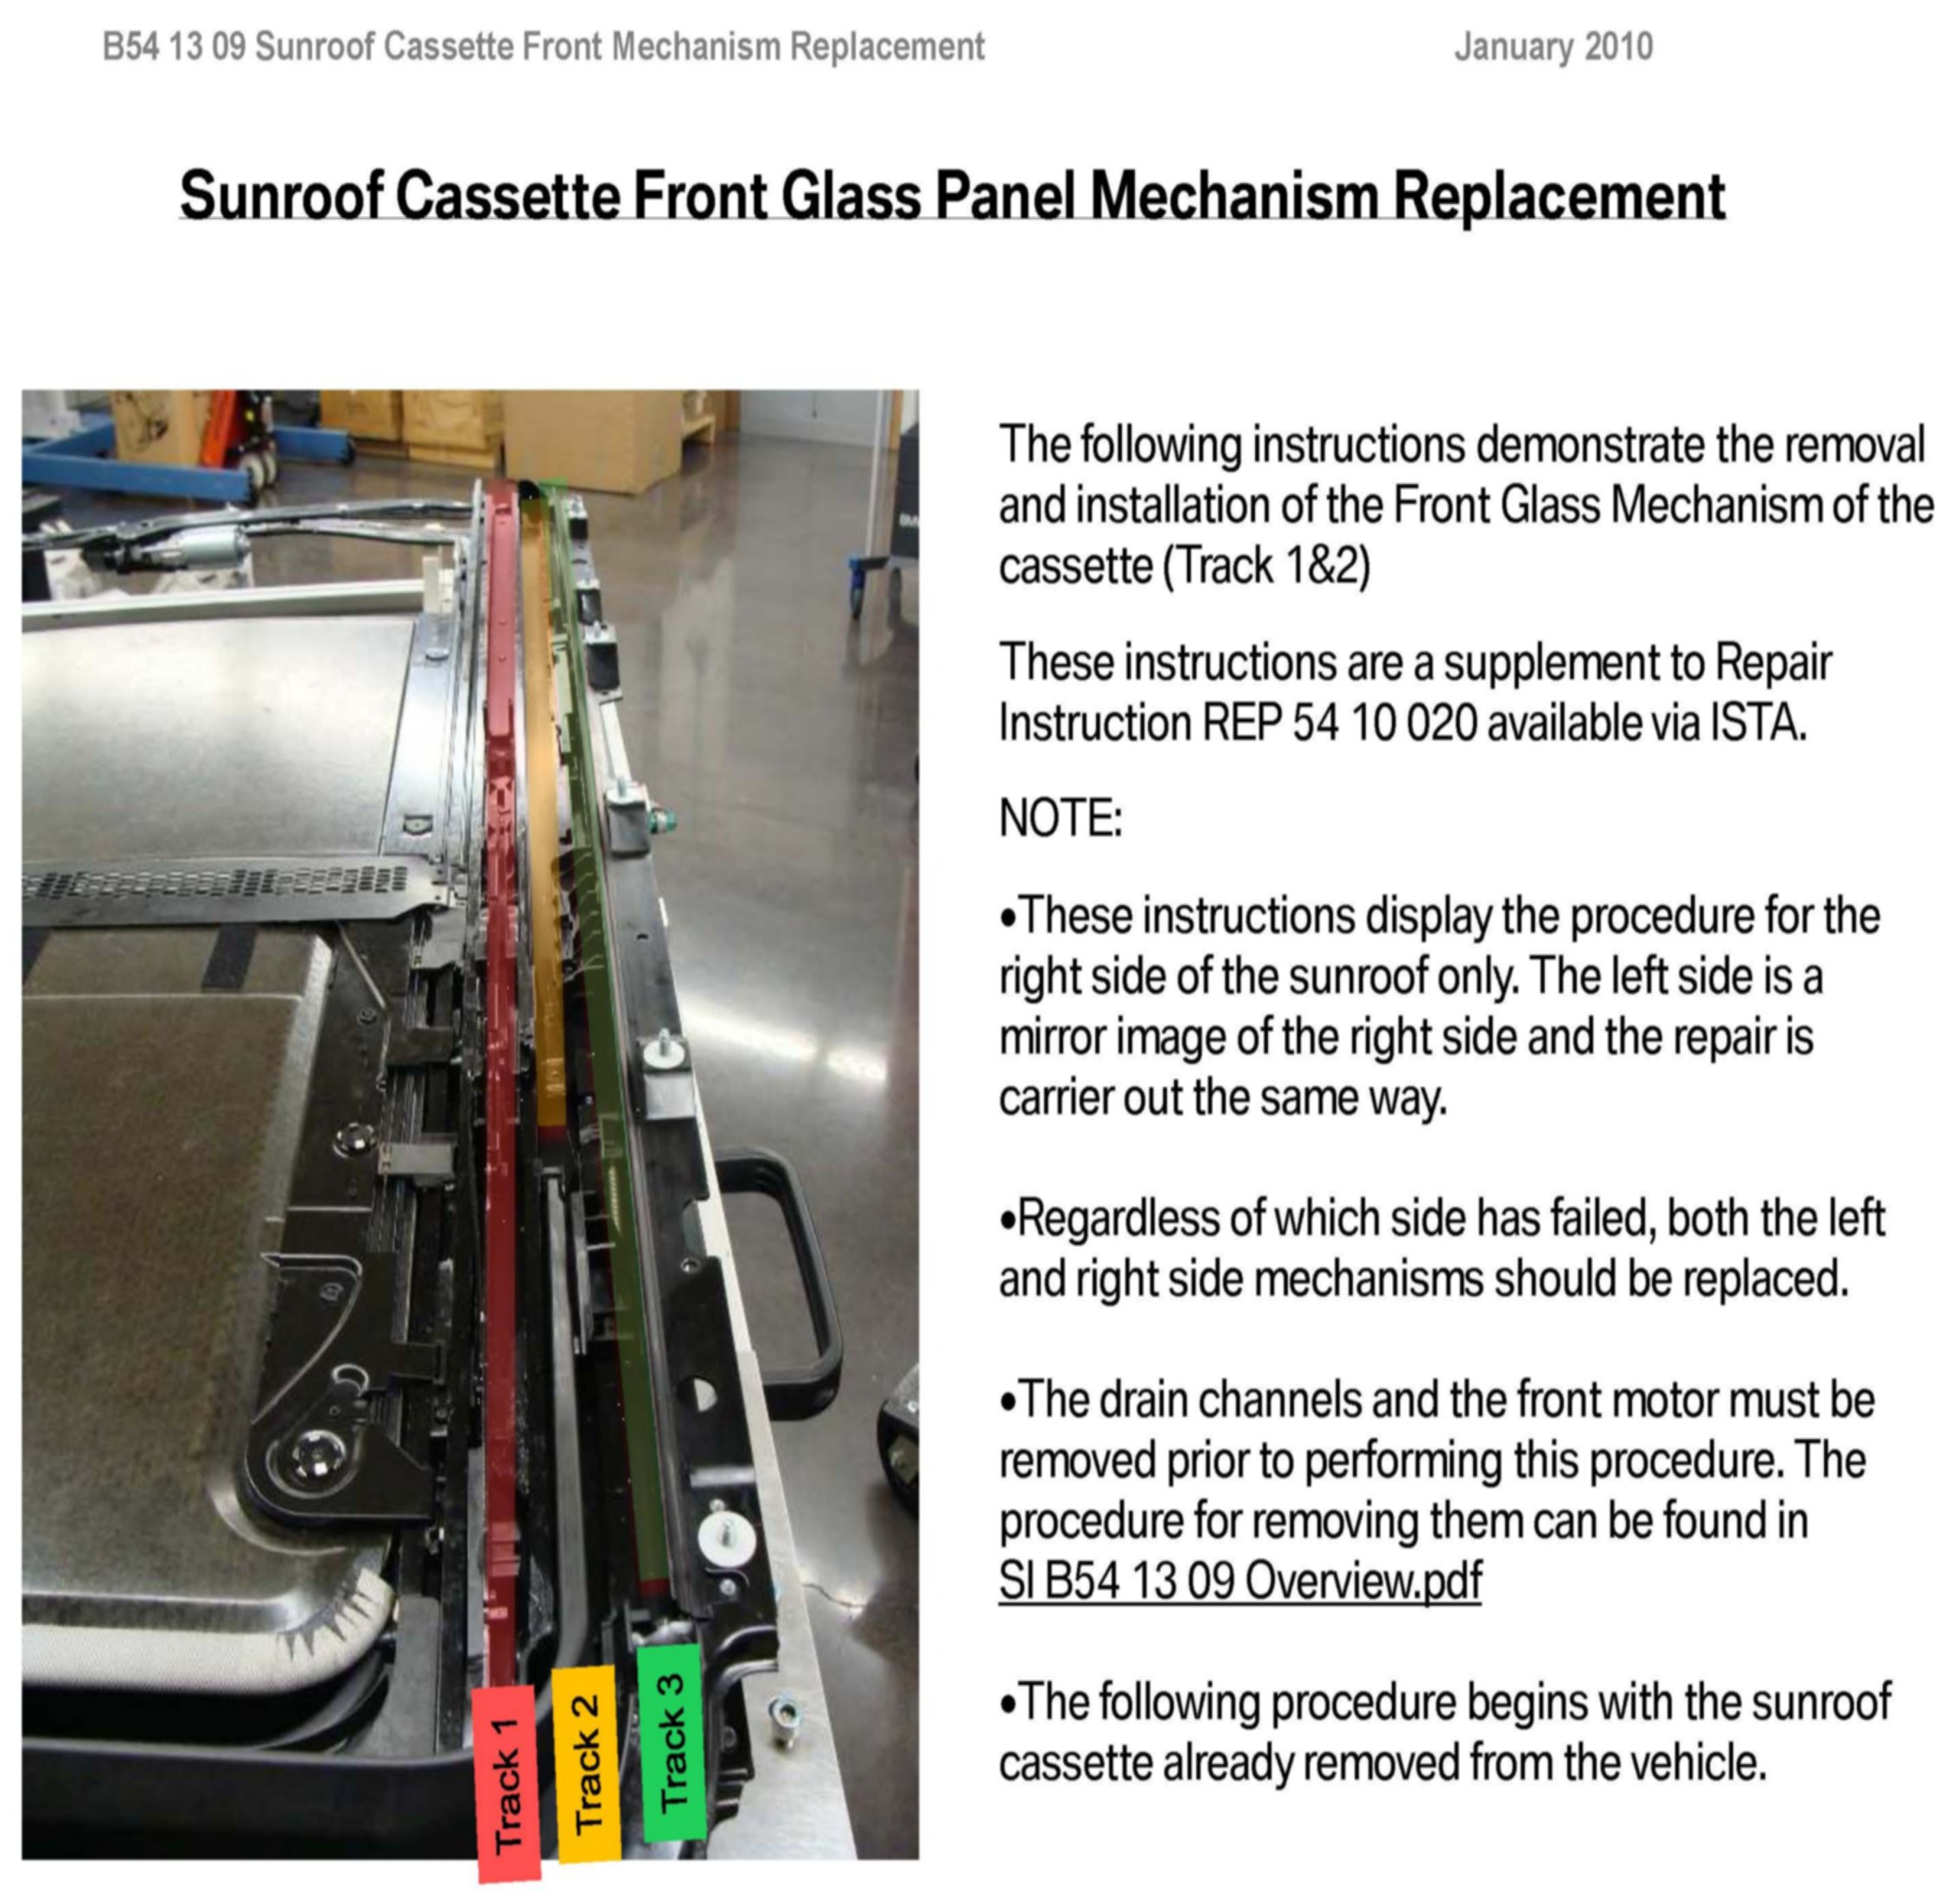 B54 13 09 Sunroof Cassette Front Mechanism Replacement
January 2010
Sunroof Cassette Front Glass Panel Mechanism Replacement
The following instructions demonstrate the removal
and installation of the Front Glass Mechanism of the
cassette (Track 1&2)
These instructions are a supplement to Repair
Instruction REP 54 10 020 available via ISTA.
NOTE:
•These instructions display the procedure for the
right side of the sunroof only. The left side is a
mirror image of the right side and the repair is
carrier out the same way.
•Regardless of which side has failed, both the left
and right side mechanisms should be replaced.
•The drain channels and the front motor must be
removed prior to performing this procedure. The
procedure for removing them can be found in
SI B54 13 09 Overview.pdf
•The following procedure begins with the sunroof
cassette already removed from the vehicle.
Track 1
Track 2
Track 3